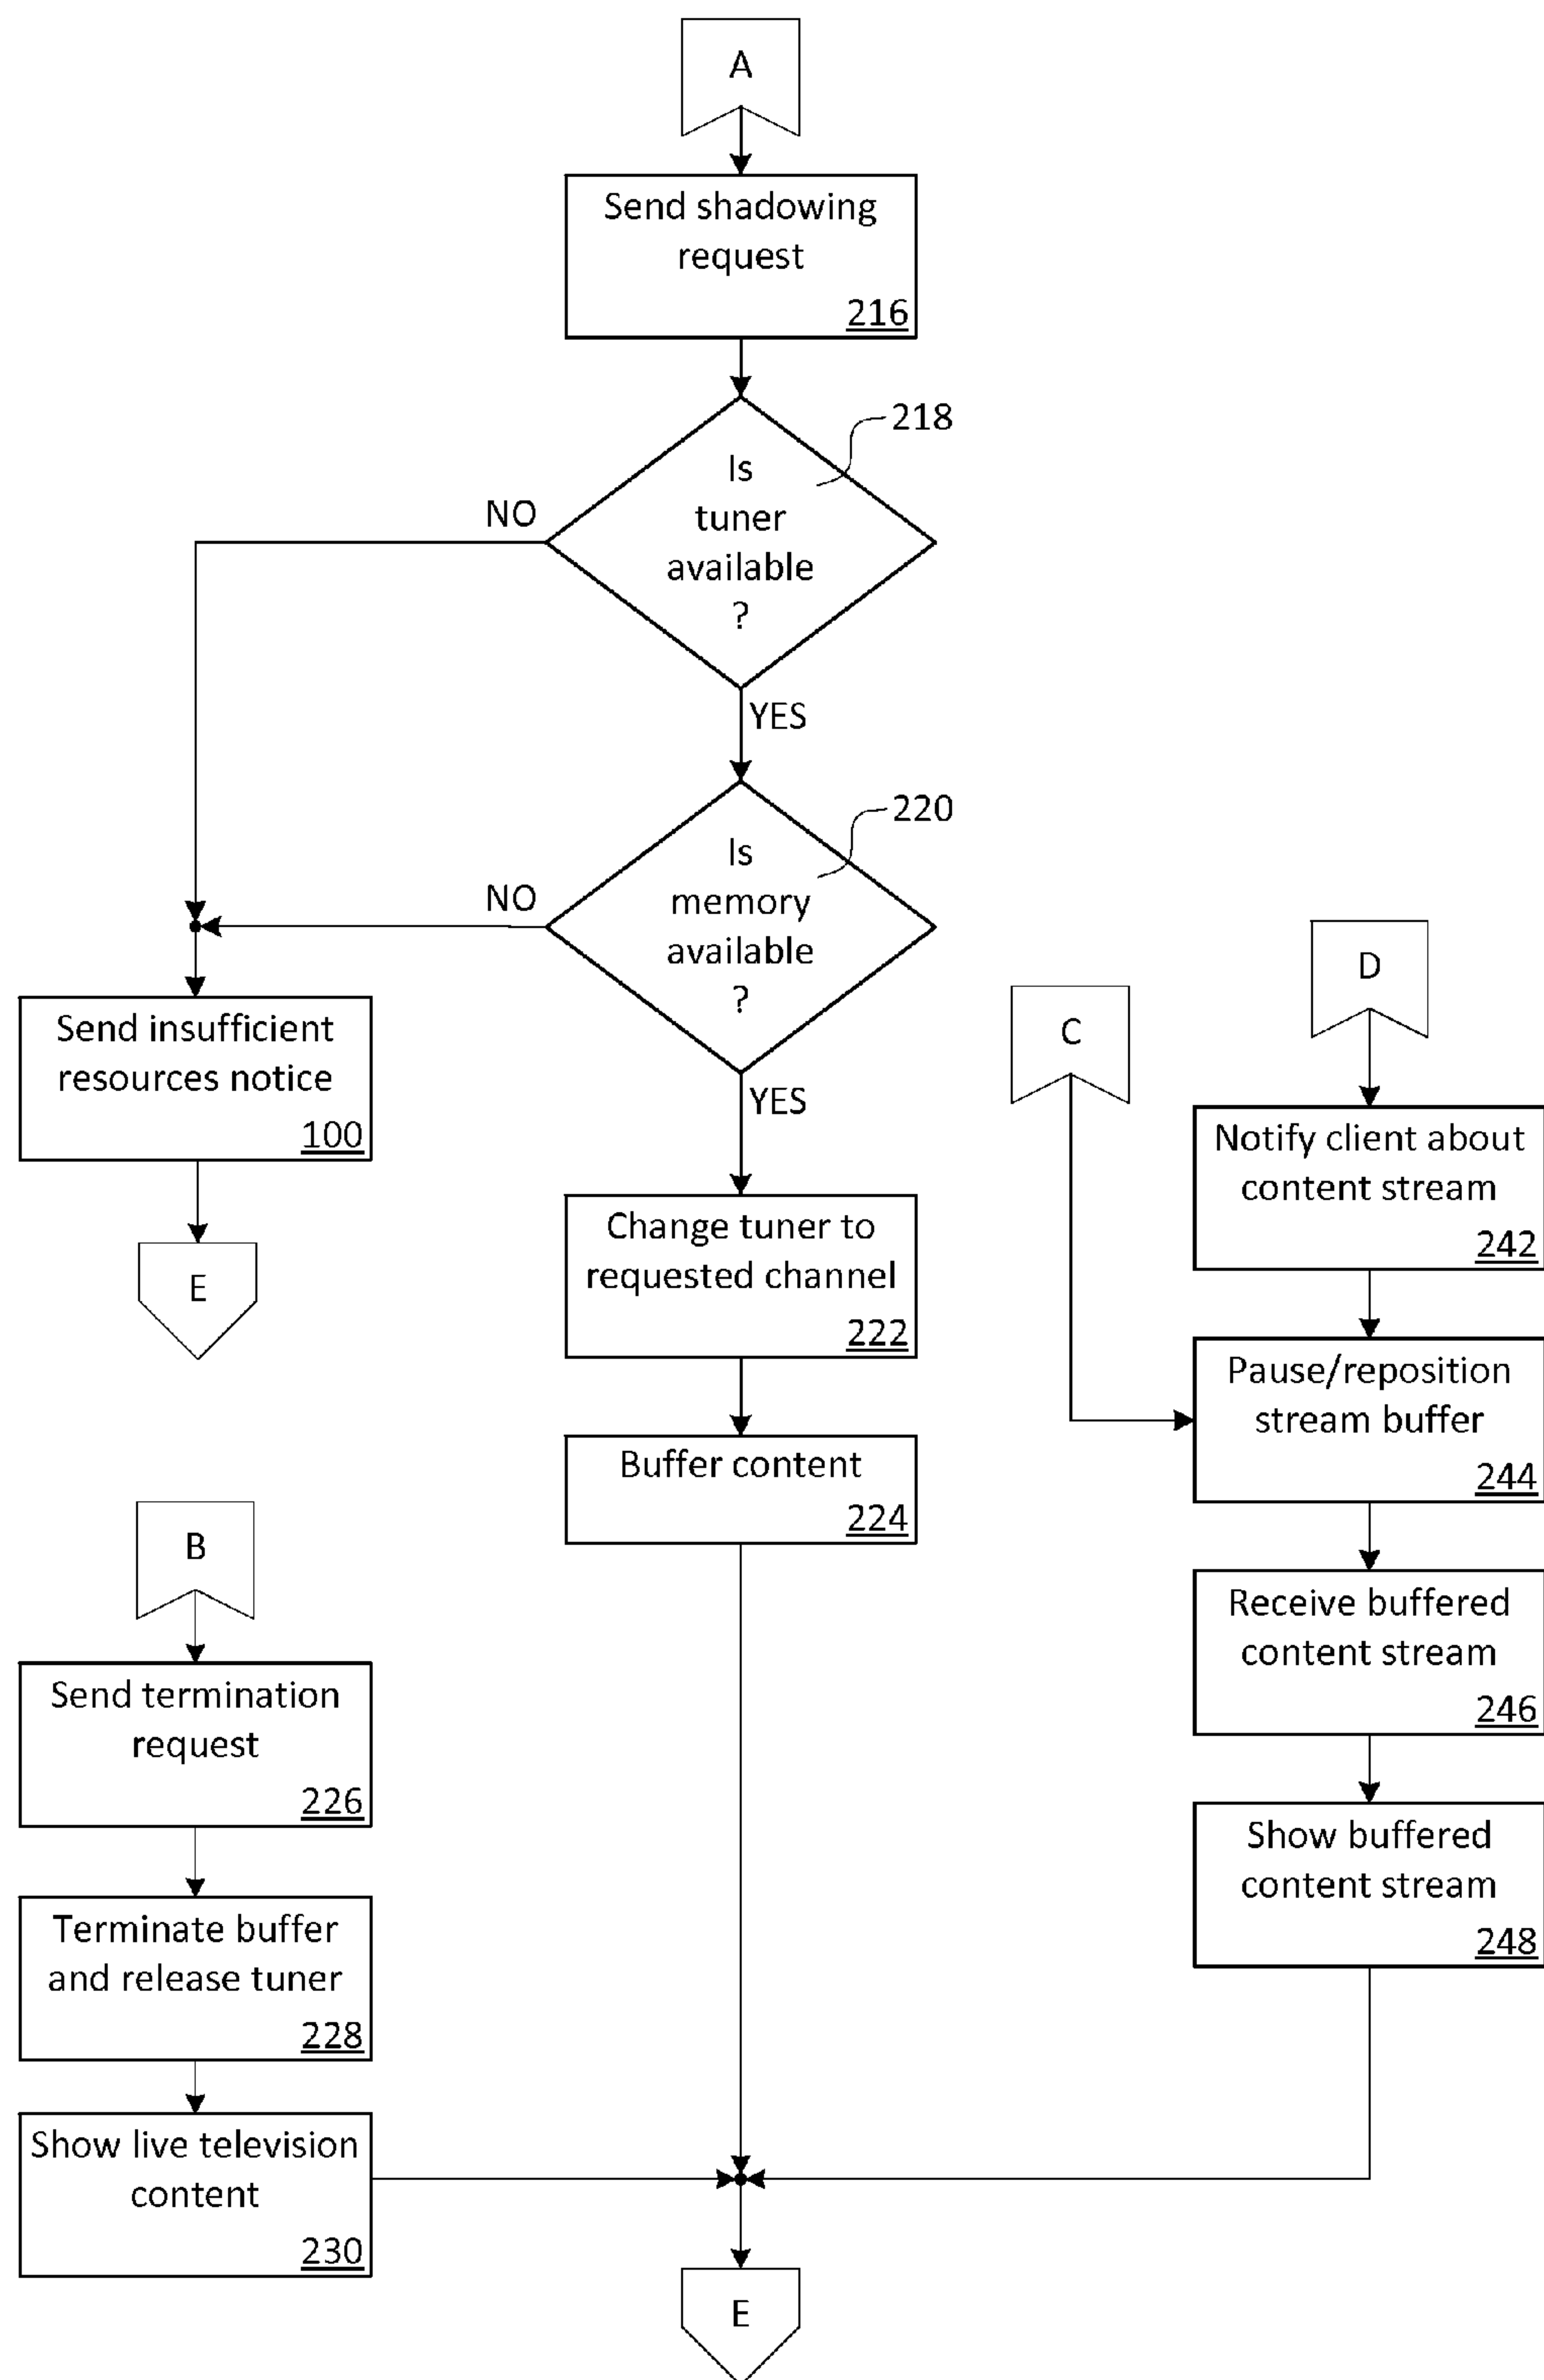 A
Send shadowing
request
216
218
Is
tuner
available
?
NO
YES
220
Is
memory
available
?
NO
YES
Send insufficient
resources notice
100
E
Change tuner to
requested channel
222
Buffer content
224
B
Send termination
request
226
Terminate buffer
and release tuner
228
Show live television
content
230
C
D
Notify client about
content stream
242
Pause/reposition
stream buffer
244
Receive buffered
content stream
246
Show buffered
content stream
248
E